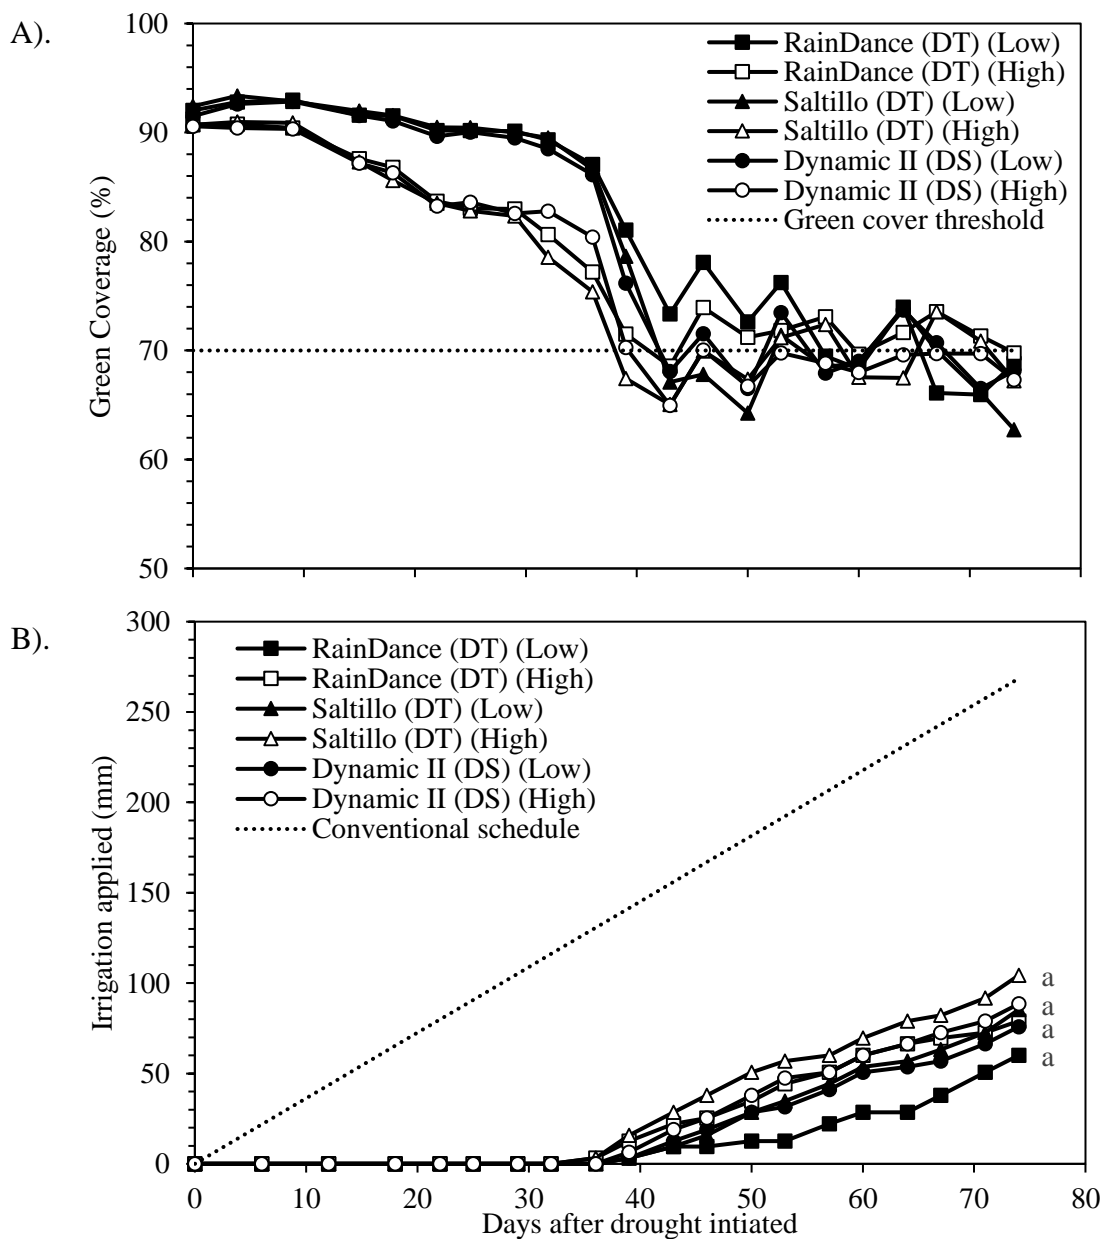 A).
100
90
80
70
60
50
Green Coverage (%)
RainDance (DT) (Low)
RainDance (DT) (High)
Saltillo (DT) (Low)
Saltillo (DT) (High)
Dynamic II (DS) (Low)
Dynamic II (DS) (High)
Green cover threshold
B).
300
250
200
150
100
50
0
Irrigation applied (mm)
RainDance (DT) (Low)
RainDance (DT) (High)
Saltillo (DT) (Low)
Saltillo (DT) (High)
Dynamic II (DS) (Low)
Dynamic II (DS) (High)
Conventional schedule
a
a
a
a
0 10 20 30 40 50 60 70 80
Days after drought intiated